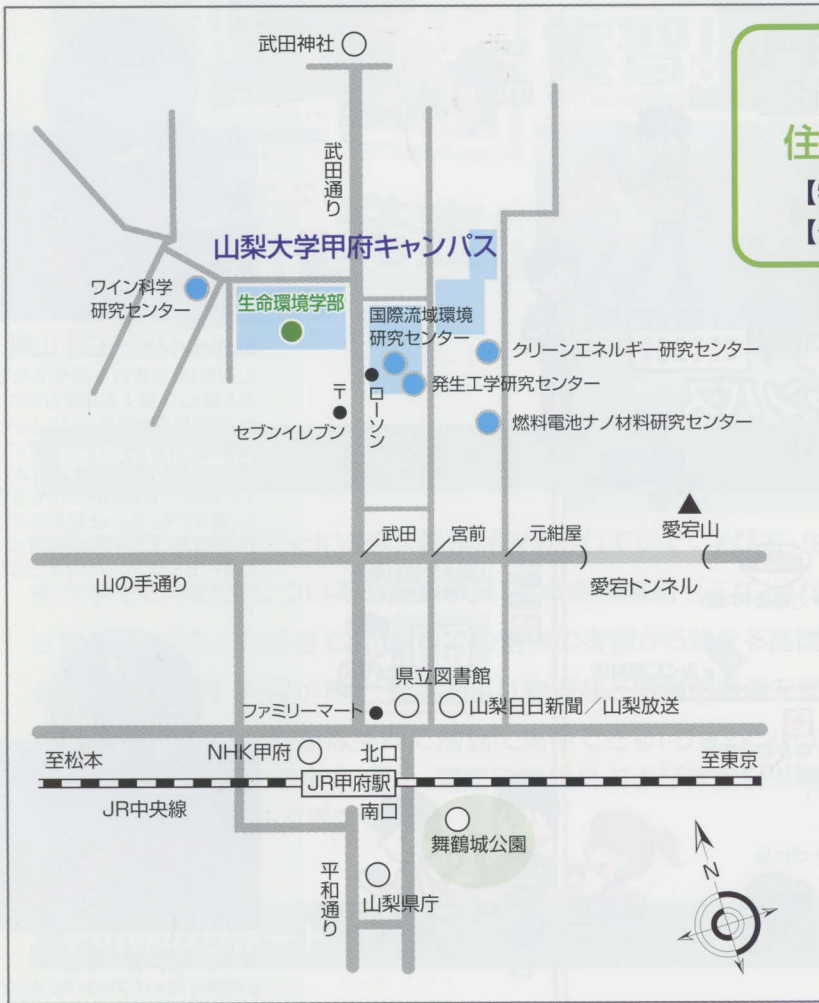 武田神社
武田通り
住
【
【
山梨大学甲府キャンパス
ワイン科学
研究センター
生命環境学部
国際流域環境
研究センター
クリーンエネルギー研究センター
発生工学研究センター
〒
ローソン
セブンイレブン
燃料電池ナノ材料研究センター
愛宕山
武田
宮前
元紺屋
山の手通り
愛宕トンネル
県立図書館
ファミリーマート
山梨日日新聞/山梨放送
至松本
NHK甲府
北口
至東京
JR甲府駅
JR中央線
南口
舞鶴城公園
平和通り
山梨県庁
N